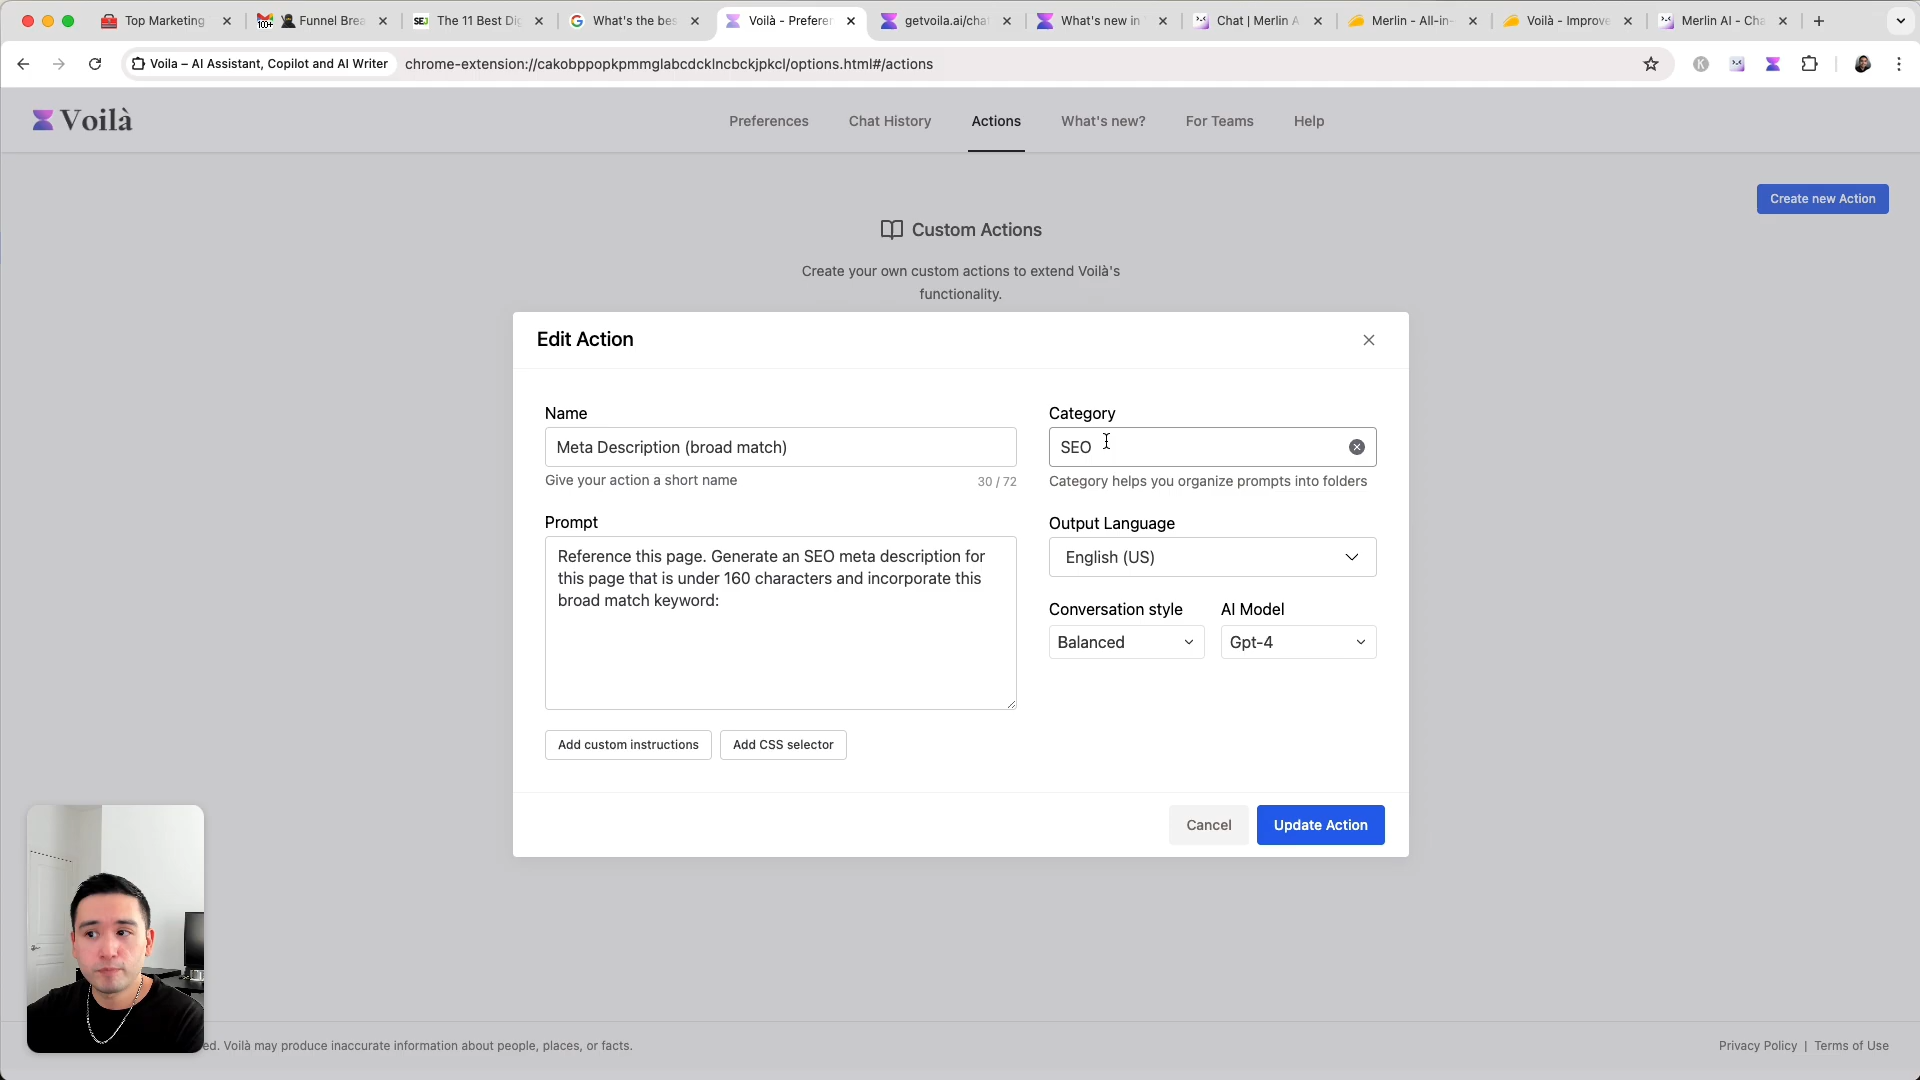 Top Marketing
10+
Funnel Brea
SEJ
The 11 Best Dig
What's the bes
Voilà - Preferen
getvoila.ai/chat
What's new in
Chat | Merlin A
Merlin - All-in-
Voilà - Improve
Merlin AI - Cha
Voila – AI Assistant, Copilot and AI Writer
chrome-extension://cakobppopkpmmglabcdcklncbckjpkcl/options.html#/actions
Voilà
Preferences
Chat History
Actions
What's new?
For Teams
Help
Create new Action
Custom Actions
Create your own custom actions to extend Voilà's
functionality.
Edit Action
Name
Meta Description (broad match)
Give your action a short name
30 / 72
Category
SEO
Category helps you organize prompts into folders
Prompt
Reference this page. Generate an SEO meta description for
this page that is under 160 characters and incorporate this
broad match keyword:
Output Language
English (US)
Conversation style
AI Model
Balanced
Gpt-4
Add custom instructions
Add CSS selector
Cancel
Update Action
ed. Voilà may produce inaccurate information about people, places, or facts.
Privacy Policy | Terms of Use